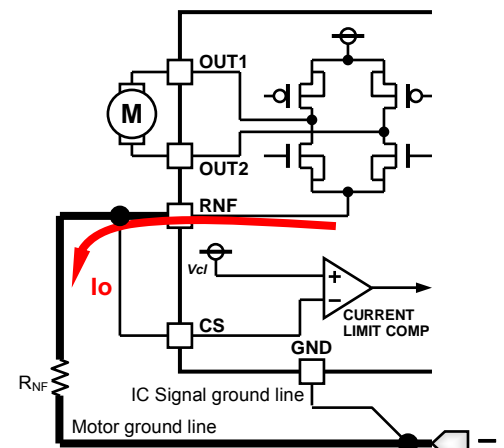 OUT1
M
OUT2
RNF
Vcl
Io
+
−
CURRENT
LIMIT COMP
CS
GND
RNF
IC Signal ground line
Motor ground line